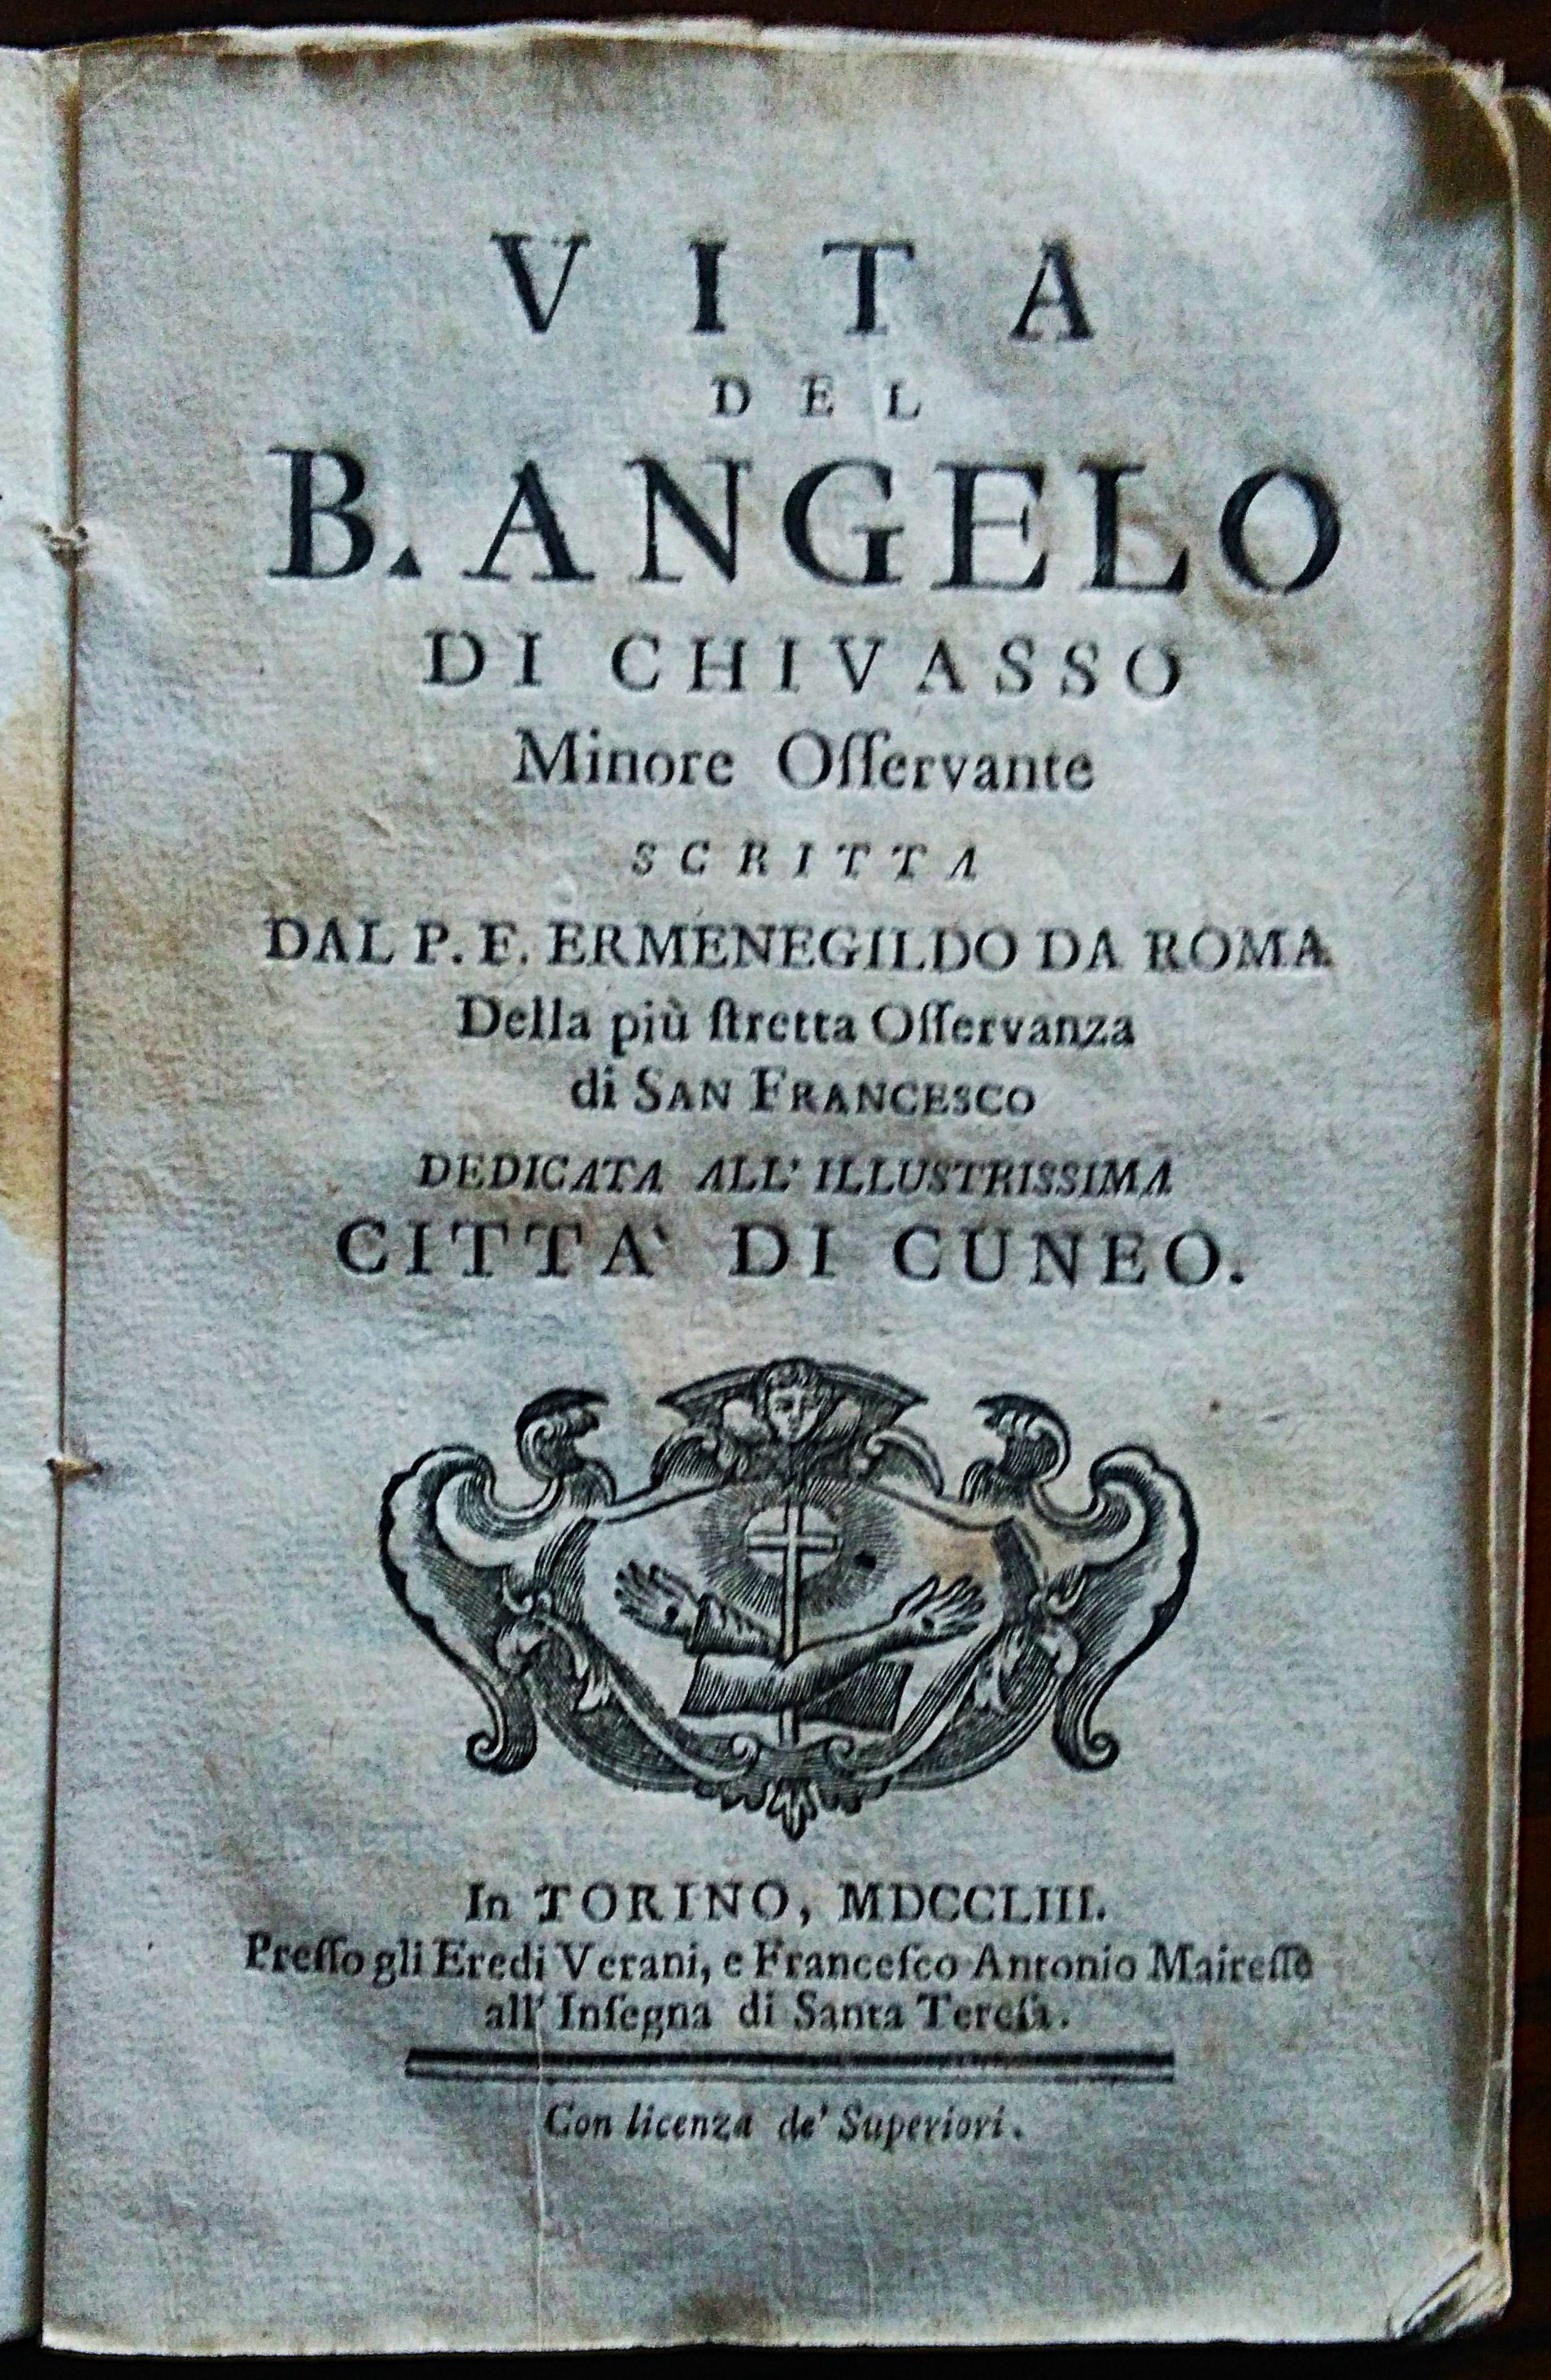 VITA
DEL
B. ANGELO
DI CHIVASSO
Minore Oſſervante
SCRITTA
DAL P. F. ERMENEGILDO DA ROMA
Della più ſtretta Oſſervanza
di SAN FRANCESCO
DEDICATA ALL' ILLUSTRISSIMA
CITTA' DI CUNEO.
In TORINO, MDCCLIII.
Preſſo gli Eredi Verani, e Franceſco Antonio Maireſſe
all' Inſegna di Santa Tereſa.
Con licenza de' Superiori.